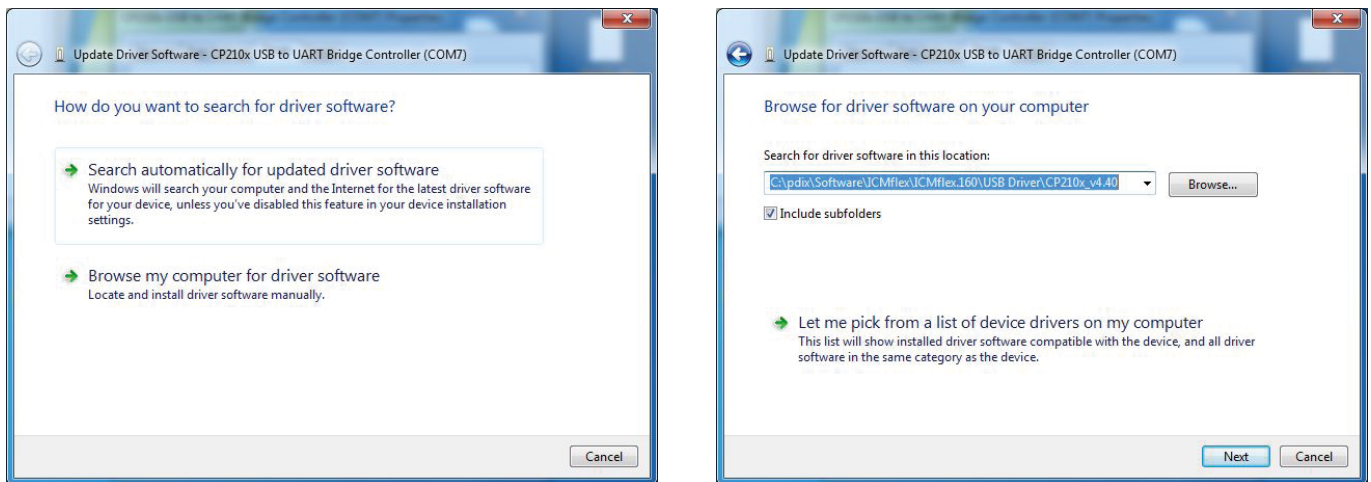 Update Driver Software - CP210x USB to UART Bridge Controller (COM7)
How do you want to search for driver software?
Search automatically for updated driver software
Windows will search your computer and the Internet for the latest driver software
for your device, unless you've disabled this feature in your device installation
settings.
Browse my computer for driver software
Locate and install driver software manually.
Cancel
Update Driver Software - CP210x USB to UART Bridge Controller (COM7)
Browse for driver software on your computer
Search for driver software in this location:
C:\pdix\Software\ICMflex\ICMflex.160\USB Driver\CP210x_v4.40
Browse...
Include subfolders
Let me pick from a list of device drivers on my computer
This list will show installed driver software compatible with the device, and all driver
software in the same category as the device.
Next
Cancel